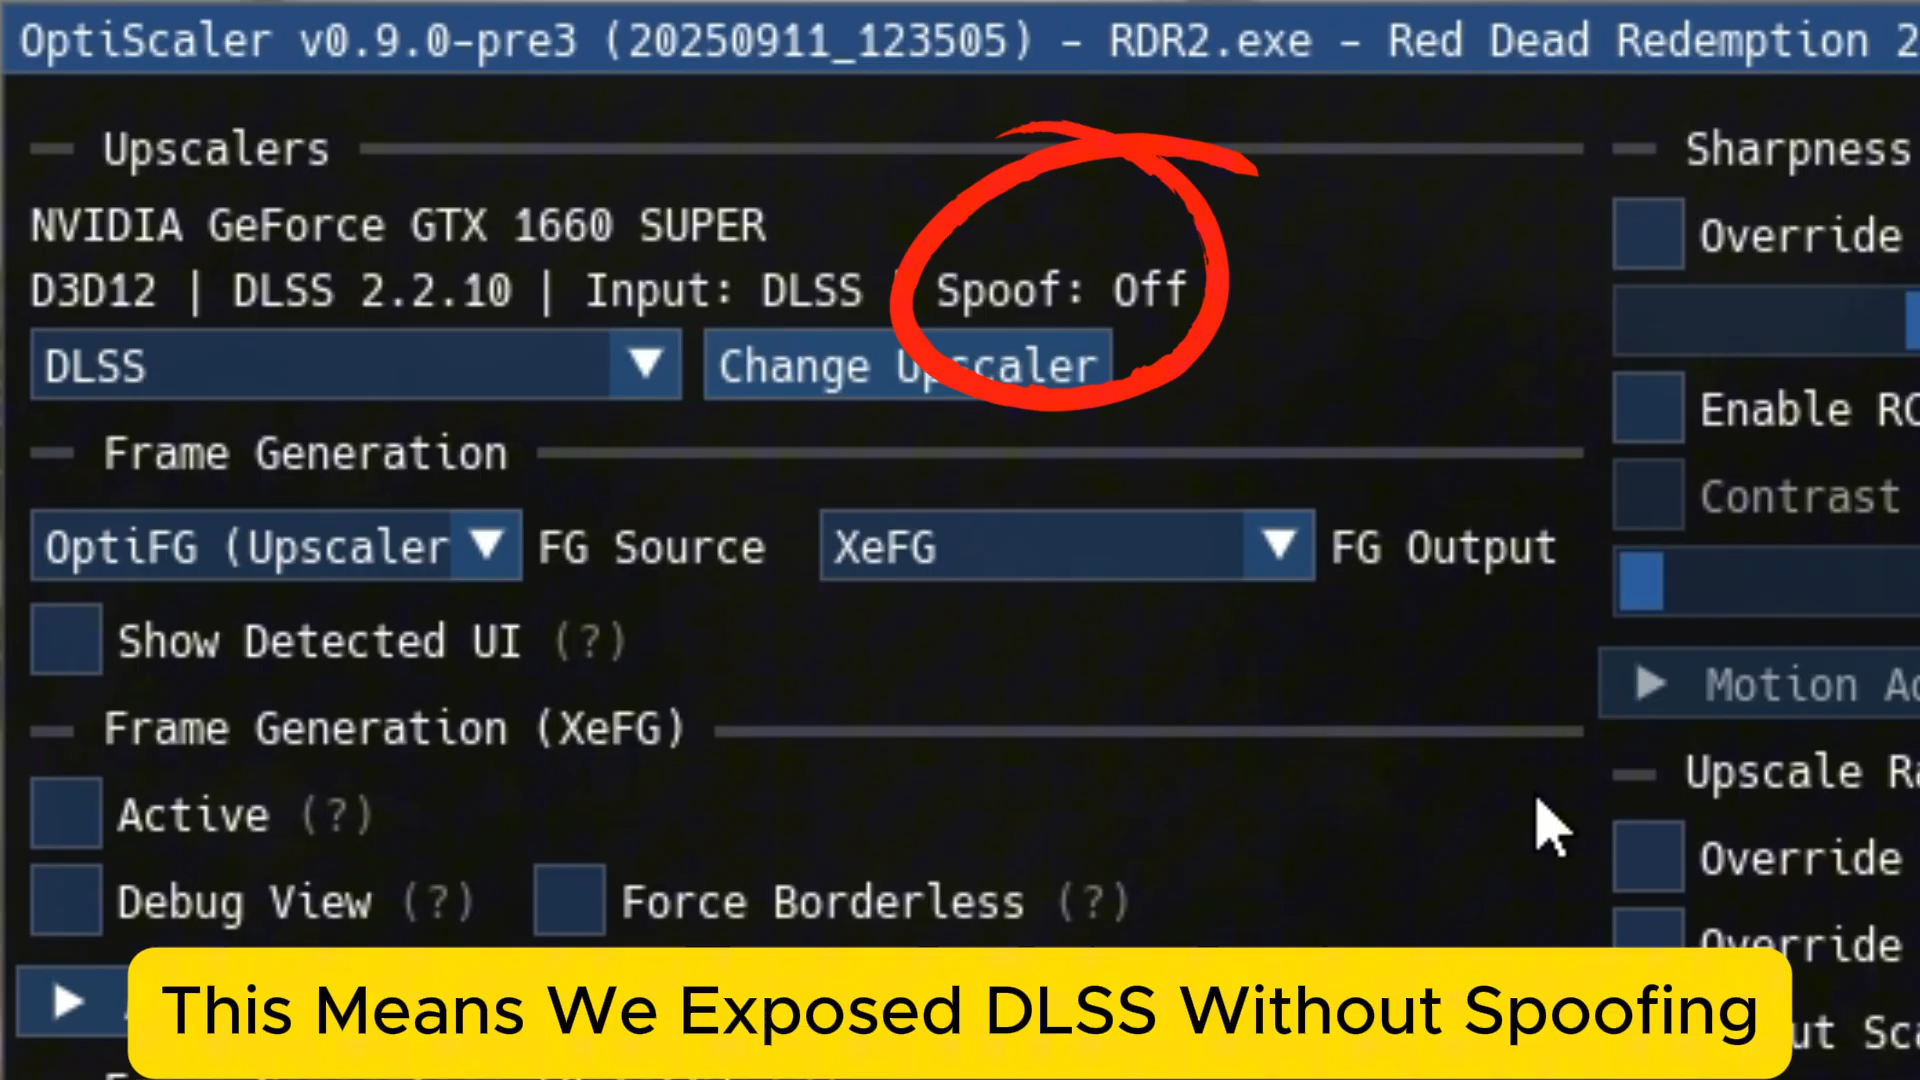 OptiScaler v0.9.0-pre3 (20250911_123505) - RDR2.exe - Red Dead Redemption 2
Upscalers
NVIDIA GeForce GTX 1660 SUPER
D3D12 | DLSS 2.2.10 | Input: DLSS | Spoof: Off
DLSS
Change Upscaler
Frame Generation
OptiFG (Upscaler
FG Source
XeFG
FG Output
Show Detected UI (?)
Frame Generation (XeFG)
Active (?)
Debug View (?)
Force Borderless (?)
Sharpness
Override
Enable RC
Contrast
Motion Ad
Upscale Ra
Override
Override
ut Sca
This Means We Exposed DLSS Without Spoofing